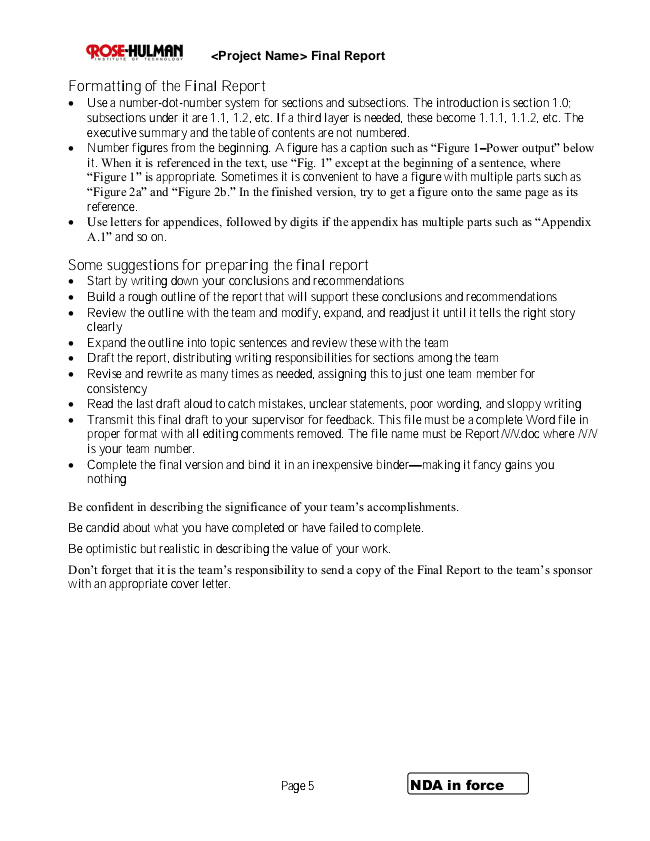 ROSE-HULMAN
INSTITUTE OF TECHNOLOGY
<Project Name> Final Report
Formatting of the Final Report
• Use a number-dot-number system for sections and subsections. The introduction is section 1.0;
subsections under it are 1.1, 1.2, etc. If a third layer is needed, these become 1.1.1, 1.1.2, etc. The
executive summary and the table of contents are not numbered.
• Number figures from the beginning. A figure has a caption such as “Figure 1–Power output” below
it. When it is referenced in the text, use “Fig. 1” except at the beginning of a sentence, where
“Figure 1” is appropriate. Sometimes it is convenient to have a figure with multiple parts such as
“Figure 2a” and “Figure 2b.” In the finished version, try to get a figure onto the same page as its
reference.
• Use letters for appendices, followed by digits if the appendix has multiple parts such as “Appendix
A.1” and so on.
Some suggestions for preparing the final report
• Start by writing down your conclusions and recommendations
• Build a rough outline of the report that will support these conclusions and recommendations
• Review the outline with the team and modify, expand, and readjust it until it tells the right story
clearly
• Expand the outline into topic sentences and review these with the team
• Draft the report, distributing writing responsibilities for sections among the team
• Revise and rewrite as many times as needed, assigning this to just one team member for
consistency
• Read the last draft aloud to catch mistakes, unclear statements, poor wording, and sloppy writing
• Transmit this final draft to your supervisor for feedback. This file must be a complete Word file in
proper format with all editing comments removed. The file name must be ReportNN.doc where NN
is your team number.
• Complete the final version and bind it in an inexpensive binder—making it fancy gains you
nothing
Be confident in describing the significance of your team’s accomplishments.
Be candid about what you have completed or have failed to complete.
Be optimistic but realistic in describing the value of your work.
Don’t forget that it is the team’s responsibility to send a copy of the Final Report to the team’s sponsor
with an appropriate cover letter.
Page 5
NDA in force